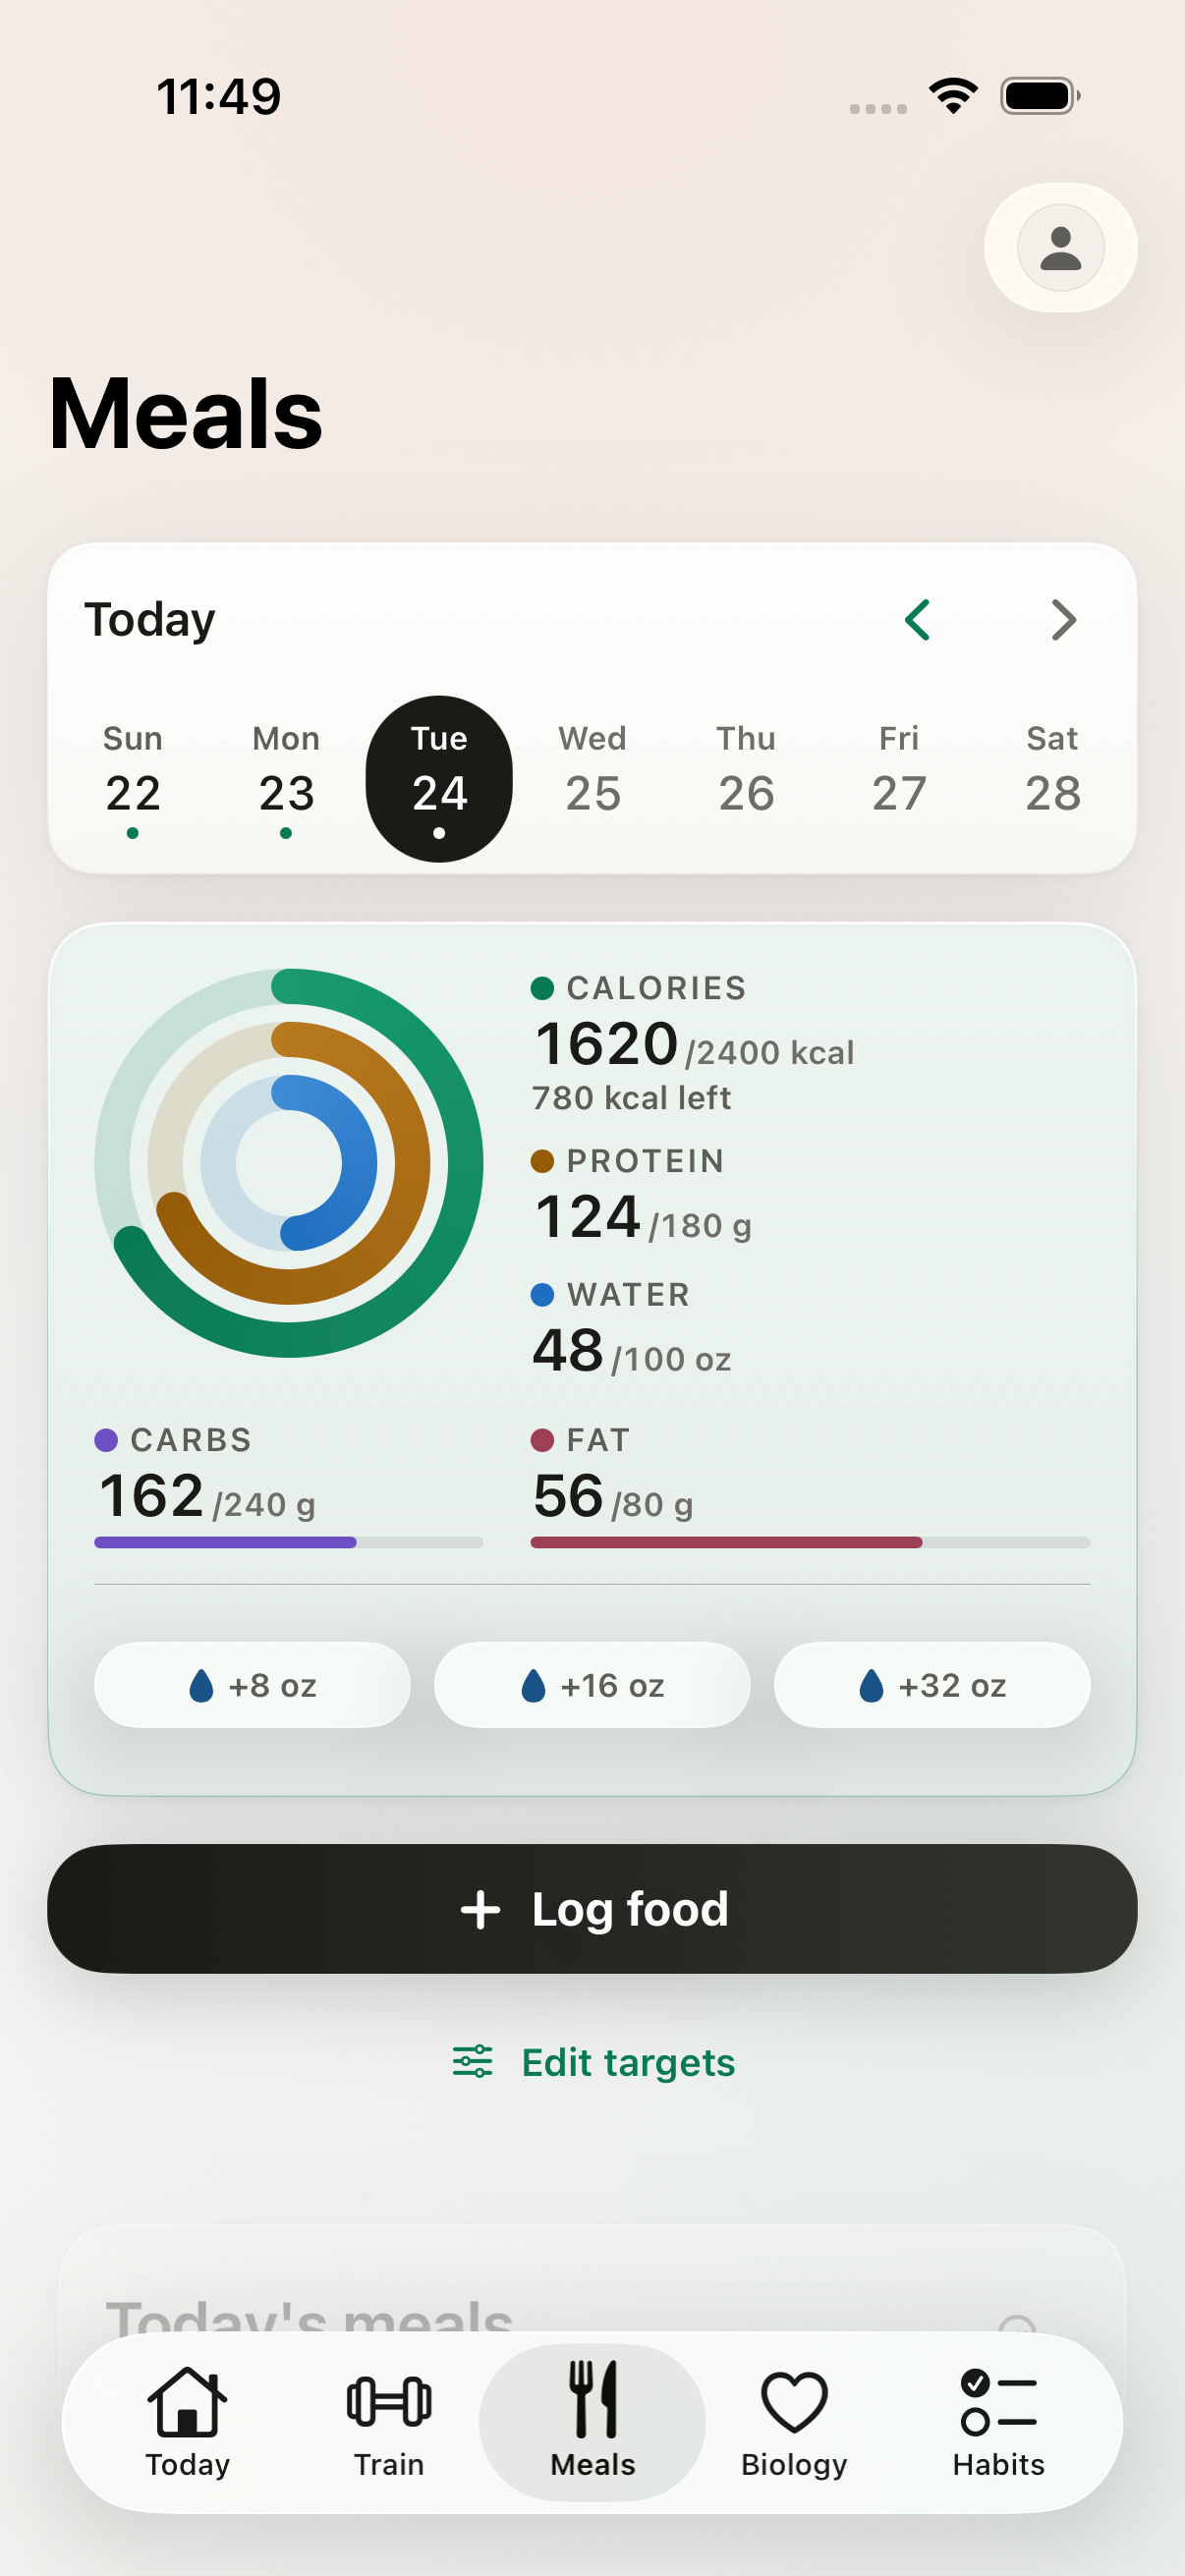 11:49
Meals
Today
Sun Mon Tue Wed Thu Fri Sat
22 23 24 25 26 27 28
CALORIES
1620/2400 kcal
780 kcal left
PROTEIN
124/180 g
WATER
48/100 oz
CARBS FAT
162/240 g 56/80 g
+8 oz +16 oz +32 oz
+ Log food
Edit targets
Today's meals
Today Train Meals Biology Habits